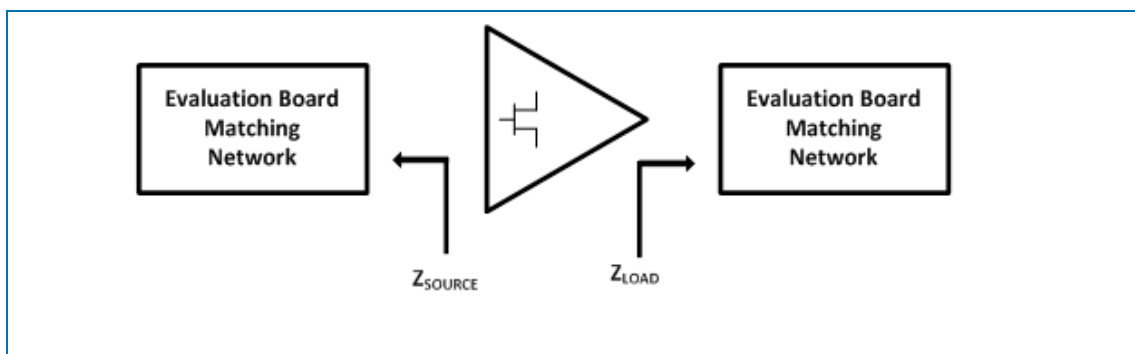 Evaluation Board
Matching
Network
Evaluation Board
Matching
Network
ZSOURCE
ZLOAD